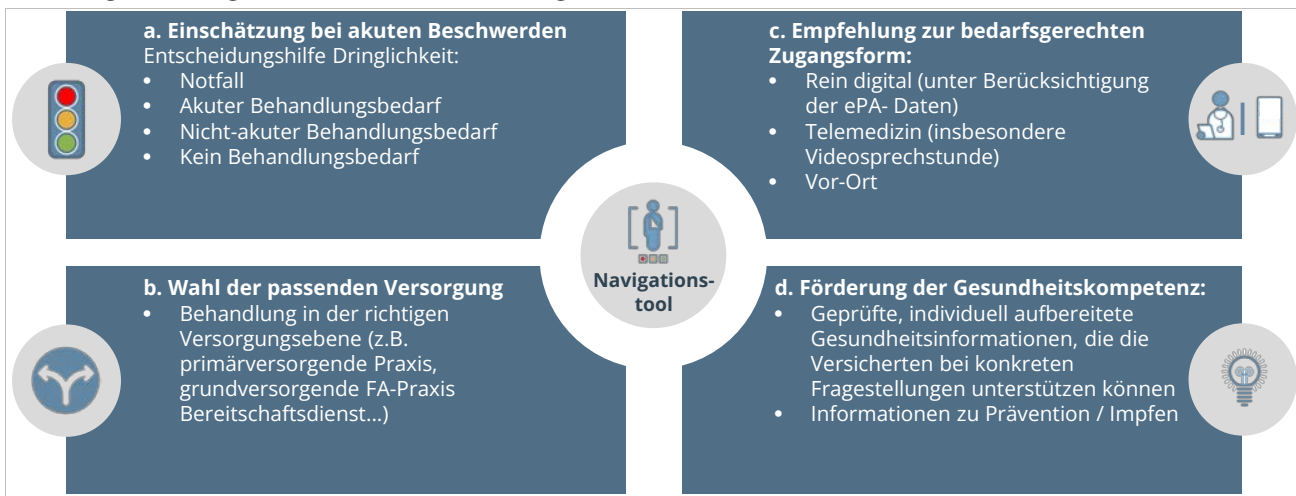 a. Einschätzung bei akuten Beschwerden
Entscheidungshilfe Dringlichkeit:
• Notfall
• Akuter Behandlungsbedarf
• Nicht-akuter Behandlungsbedarf
• Kein Behandlungsbedarf
b. Wahl der passenden Versorgung
• Behandlung in der richtigen
Versorgungsebene (z.B.
primärversorgende Praxis,
grundversorgende FA-Praxis
Bereitschaftsdienst...)
Navigations-
tool
c. Empfehlung zur bedarfsgerechten
Zugangsform:
• Rein digital (unter Berücksichtigung
der ePA- Daten)
• Telemedizin (insbesondere
Videosprechstunde)
• Vor-Ort
d. Förderung der Gesundheitskompetenz:
• Geprüfte, individuell aufbereitete
Gesundheitsinformationen, die die
Versicherten bei konkreten
Fragestellungen unterstützen können
• Informationen zu Prävention / Impfen